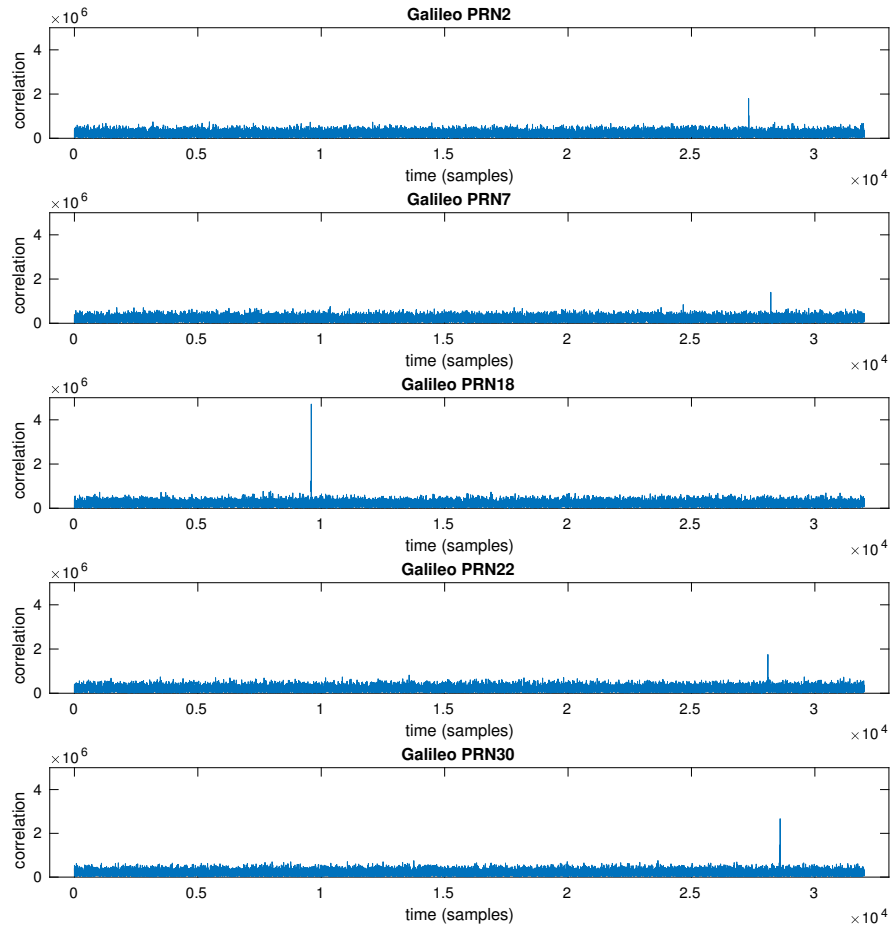 Galileo PRN2
×10 6
correlation
4
2
0
0 0.5 1 1.5 2 2.5 3
time (samples)
×10 4
Galileo PRN7
×10 6
correlation
4
2
0
0 0.5 1 1.5 2 2.5 3
time (samples)
×10 4
Galileo PRN18
×10 6
correlation
4
2
0
0 0.5 1 1.5 2 2.5 3
time (samples)
×10 4
Galileo PRN22
×10 6
correlation
4
2
0
0 0.5 1 1.5 2 2.5 3
time (samples)
×10 4
Galileo PRN30
×10 6
correlation
4
2
0
0 0.5 1 1.5 2 2.5 3
time (samples)
×10 4